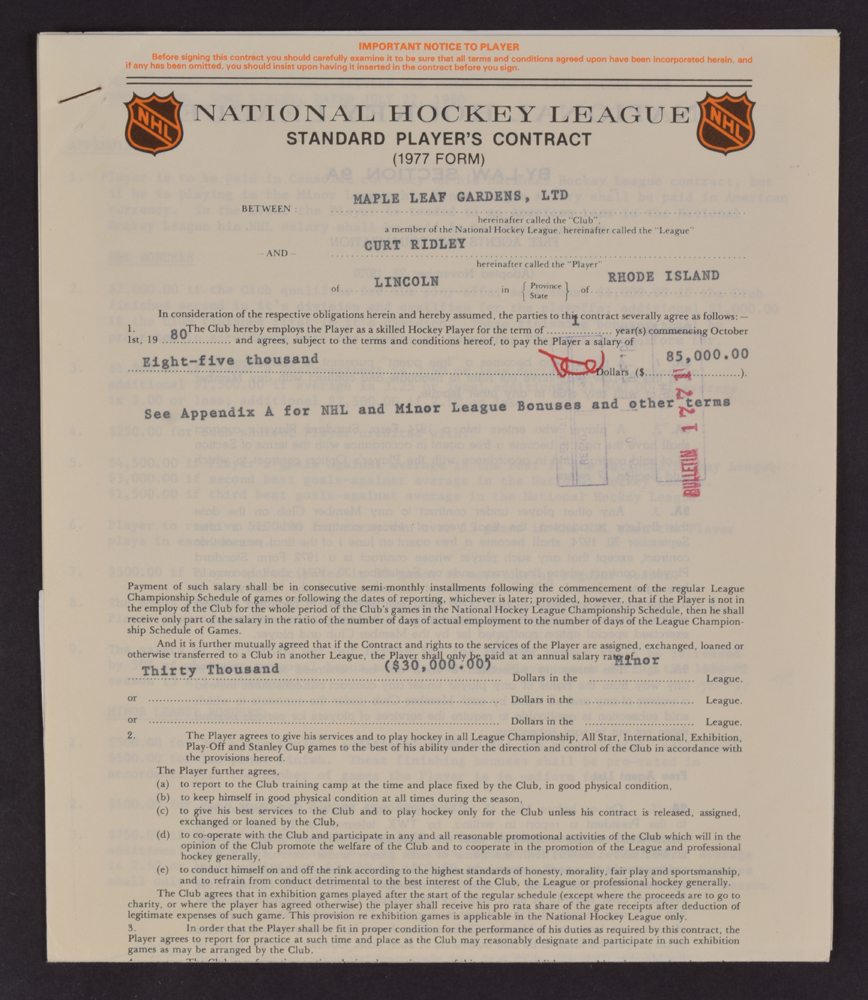 IMPORTANT NOTICE TO PLAYER
Before signing this contract you should carefully examine it to be sure that all terms and conditions agreed upon have been incorporated herein, and
if any has been omitted, you should insist upon having it inserted in the contract before you sign.
NHL NATIONAL HOCKEY LEAGUE NHL
STANDARD PLAYER'S CONTRACT
(1977 FORM)
MAPLE LEAF GARDENS, LTD
BETWEEN :
hereinafter called the "Club",
a member of the National Hockey League, hereinafter called the "League"
CURT RIDLEY
– AND –
hereinafter called the "Player"
of LINCOLN in { Province State } of RHODE ISLAND
In consideration of the respective obligations herein and hereby assumed, the parties to this contract severally agree as follows:—
1. The Club hereby employs the Player as a skilled Hockey Player for the term of 1 year(s) commencing October
1st, 19 80 and agrees, subject to the terms and conditions hereof, to pay the Player a salary of
Eight-five thousand Dollars ($ 85,000.00 ).
See Appendix A for NHL and Minor League Bonuses and other terms
BULLETIN 1771
Payment of such salary shall be in consecutive semi-monthly installments following the commencement of the regular League
Championship Schedule of games or following the dates of reporting, whichever is later; provided, however, that if the Player is not in
the employ of the Club for the whole period of the Club's games in the National Hockey League Championship Schedule, then he shall
receive only part of the salary in the ratio of the number of days of actual employment to the number of days of the League Champion-
ship Schedule of Games.
And it is further mutually agreed that if the Contract and rights to the services of the Player are assigned, exchanged, loaned or
otherwise transferred to a Club in another League, the Player shall only be paid at an annual salary rate of
Thirty Thousand ($30,000.00) Dollars in the Minor League.
or Dollars in the League.
or Dollars in the League.
2. The Player agrees to give his services and to play hockey in all League Championship, All Star, International, Exhibition,
Play-Off and Stanley Cup games to the best of his ability under the direction and control of the Club in accordance with
the provisions hereof.
The Player further agrees,
(a) to report to the Club training camp at the time and place fixed by the Club, in good physical condition,
(b) to keep himself in good physical condition at all times during the season,
(c) to give his best services to the Club and to play hockey only for the Club unless his contract is released, assigned,
exchanged or loaned by the Club,
(d) to co-operate with the Club and participate in any and all reasonable promotional activities of the Club which will in the
opinion of the Club promote the welfare of the Club and to cooperate in the promotion of the League and professional
hockey generally,
(e) to conduct himself on and off the rink according to the highest standards of honesty, morality, fair play and sportsmanship,
and to refrain from conduct detrimental to the best interest of the Club, the League or professional hockey generally.
The Club agrees that in exhibition games played after the start of the regular schedule (except where the proceeds are to go to
charity, or where the player has agreed otherwise) the player shall receive his pro rata share of the gate receipts after deduction of
legitimate expenses of such game. This provision re exhibition games is applicable in the National Hockey League only.
3. In order that the Player shall be fit in proper condition for the performance of his duties as required by this contract, the
Player agrees to report for practice at such time and place as the Club may reasonably designate and participate in such exhibition
games as may be arranged by the Club.